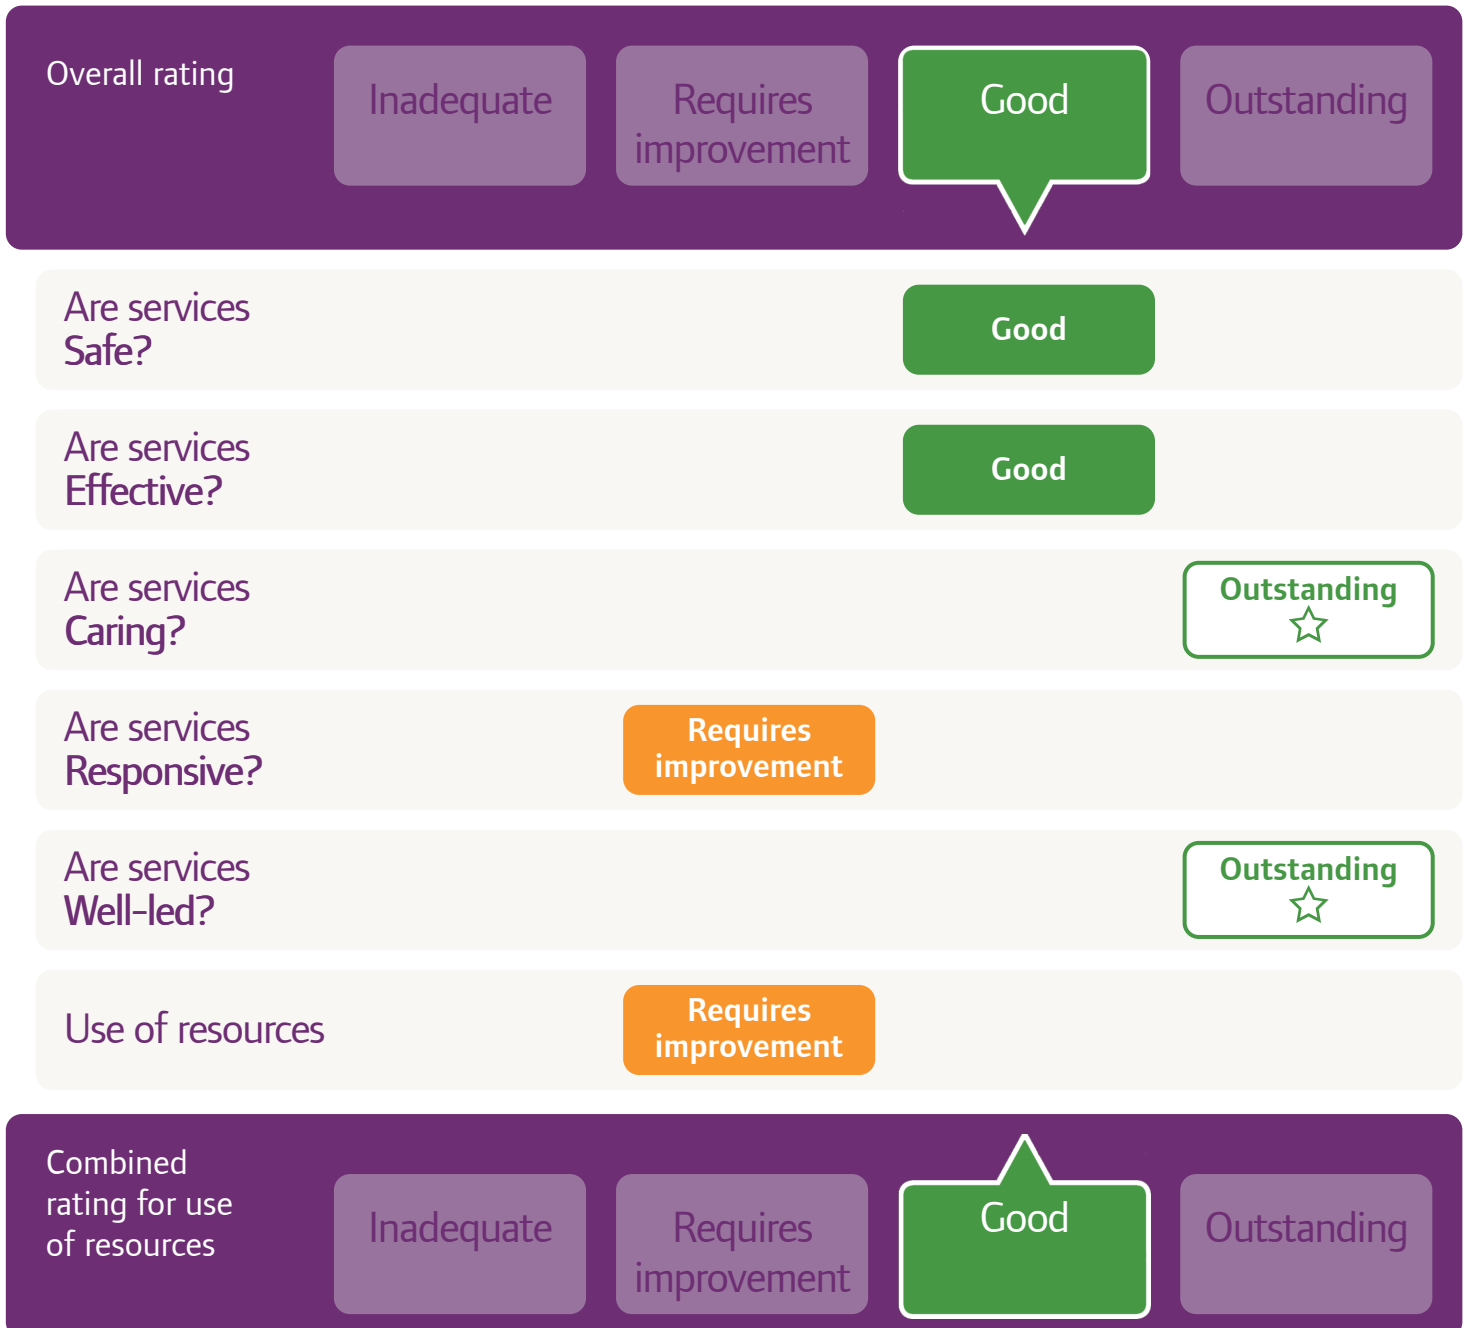 Overall rating
Inadequate
Requires
improvement
Good
Outstanding
Are services
Safe?
Good
Are services
Effective?
Good
Are services
Caring?
Outstanding
Are services
Responsive?
Requires
improvement
Are services
Well-led?
Outstanding
Use of resources
Requires
improvement
Combined
rating for use
of resources
Inadequate
Requires
improvement
Good
Outstanding